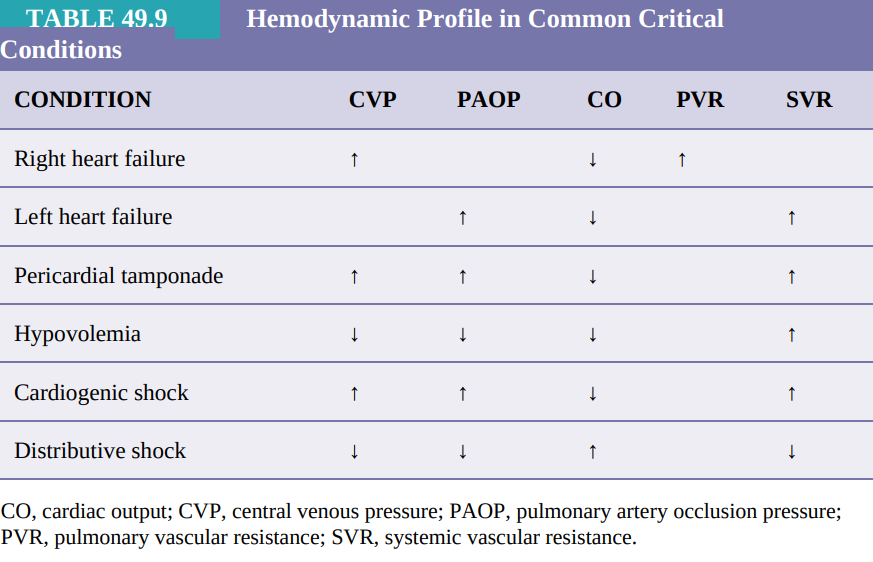 TABLE 49.9 Hemodynamic Profile in Common Critical
Conditions
CONDITION CVP PAOP CO PVR SVR
Right heart failure ↑ ↓ ↑
Left heart failure ↑ ↓ ↑
Pericardial tamponade ↑ ↑ ↓ ↑
Hypovolemia ↓ ↓ ↓ ↑
Cardiogenic shock ↑ ↑ ↓ ↑
Distributive shock ↓ ↓ ↑ ↓
CO, cardiac output; CVP, central venous pressure; PAOP, pulmonary artery occlusion pressure;
PVR, pulmonary vascular resistance; SVR, systemic vascular resistance.